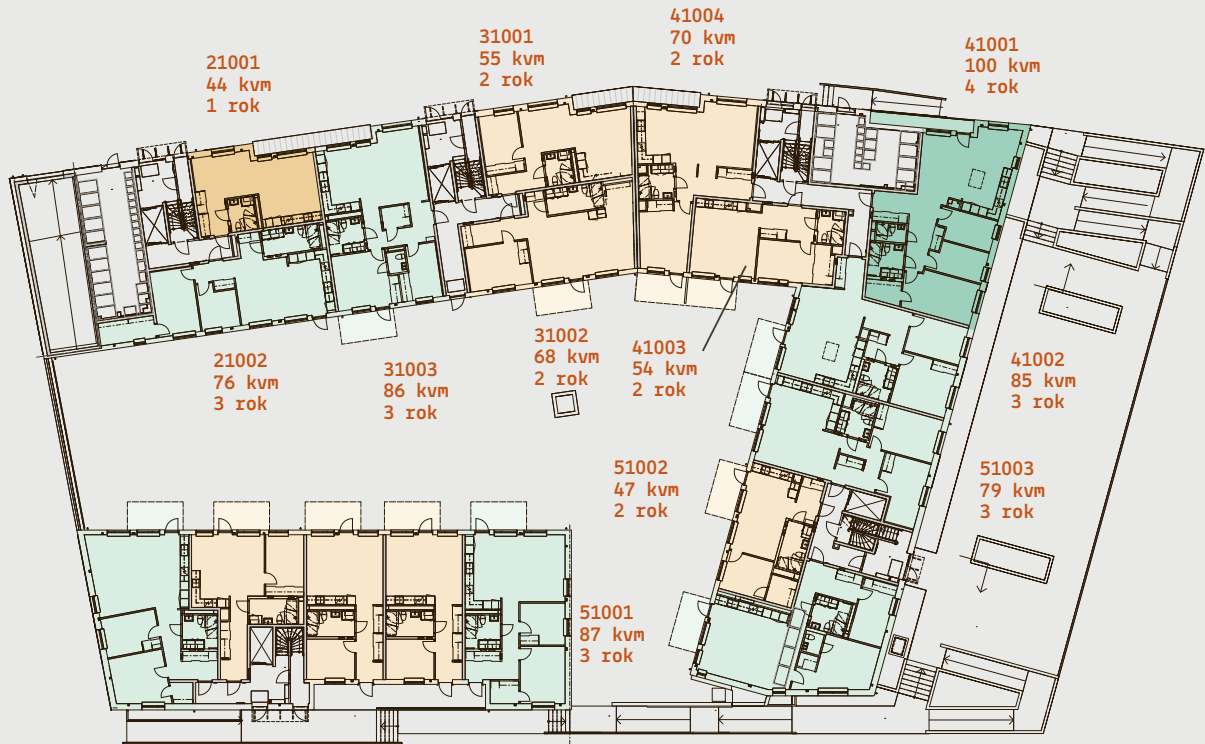 41004
70 kvm
2 rok
31001
55 kvm
2 rok
41001
100 kvm
4 rok
21001
44 kvm
1 rok
31002
68 kvm
2 rok
41003
54 kvm
2 rok
21002
76 kvm
3 rok
31003
86 kvm
3 rok
41002
85 kvm
3 rok
51002
47 kvm
2 rok
51003
79 kvm
3 rok
51001
87 kvm
3 rok